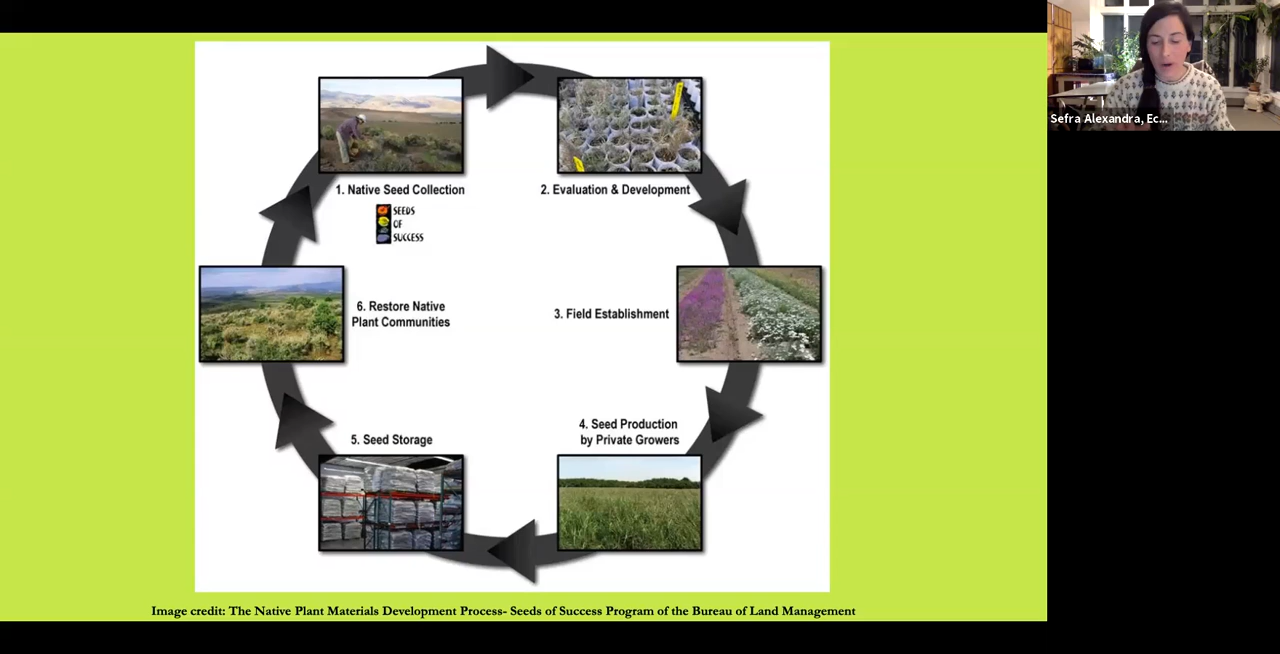 Sefra Alexandra, Ec...
1. Native Seed Collection
SEEDS
OF
SUCCESS
2. Evaluation & Development
3. Field Establishment
4. Seed Production
by Private Growers
5. Seed Storage
6. Restore Native
Plant Communities
Image credit: The Native Plant Materials Development Process- Seeds of Success Program of the Bureau of Land Management